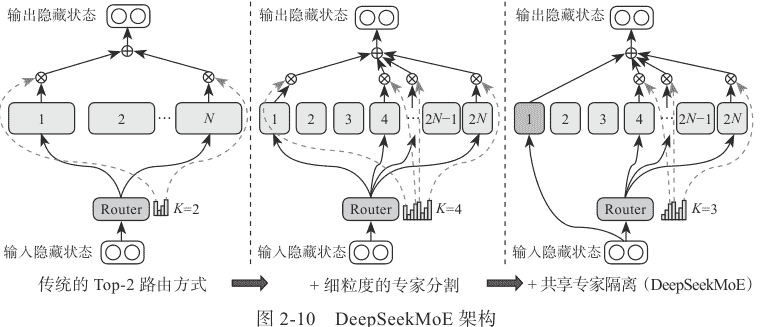 输出隐藏状态
1 2 ... N
Router K=2
输入隐藏状态
传统的 Top-2 路由方式
输出隐藏状态
1 2 3 4 ... 2N-1 2N
Router K=4
输入隐藏状态
+ 细粒度的专家分割
输出隐藏状态
1 2 3 4 ... 2N-1 2N
Router K=3
输入隐藏状态
+ 共享专家隔离 (DeepSeekMoE)
图 2-10 DeepSeekMoE 架构